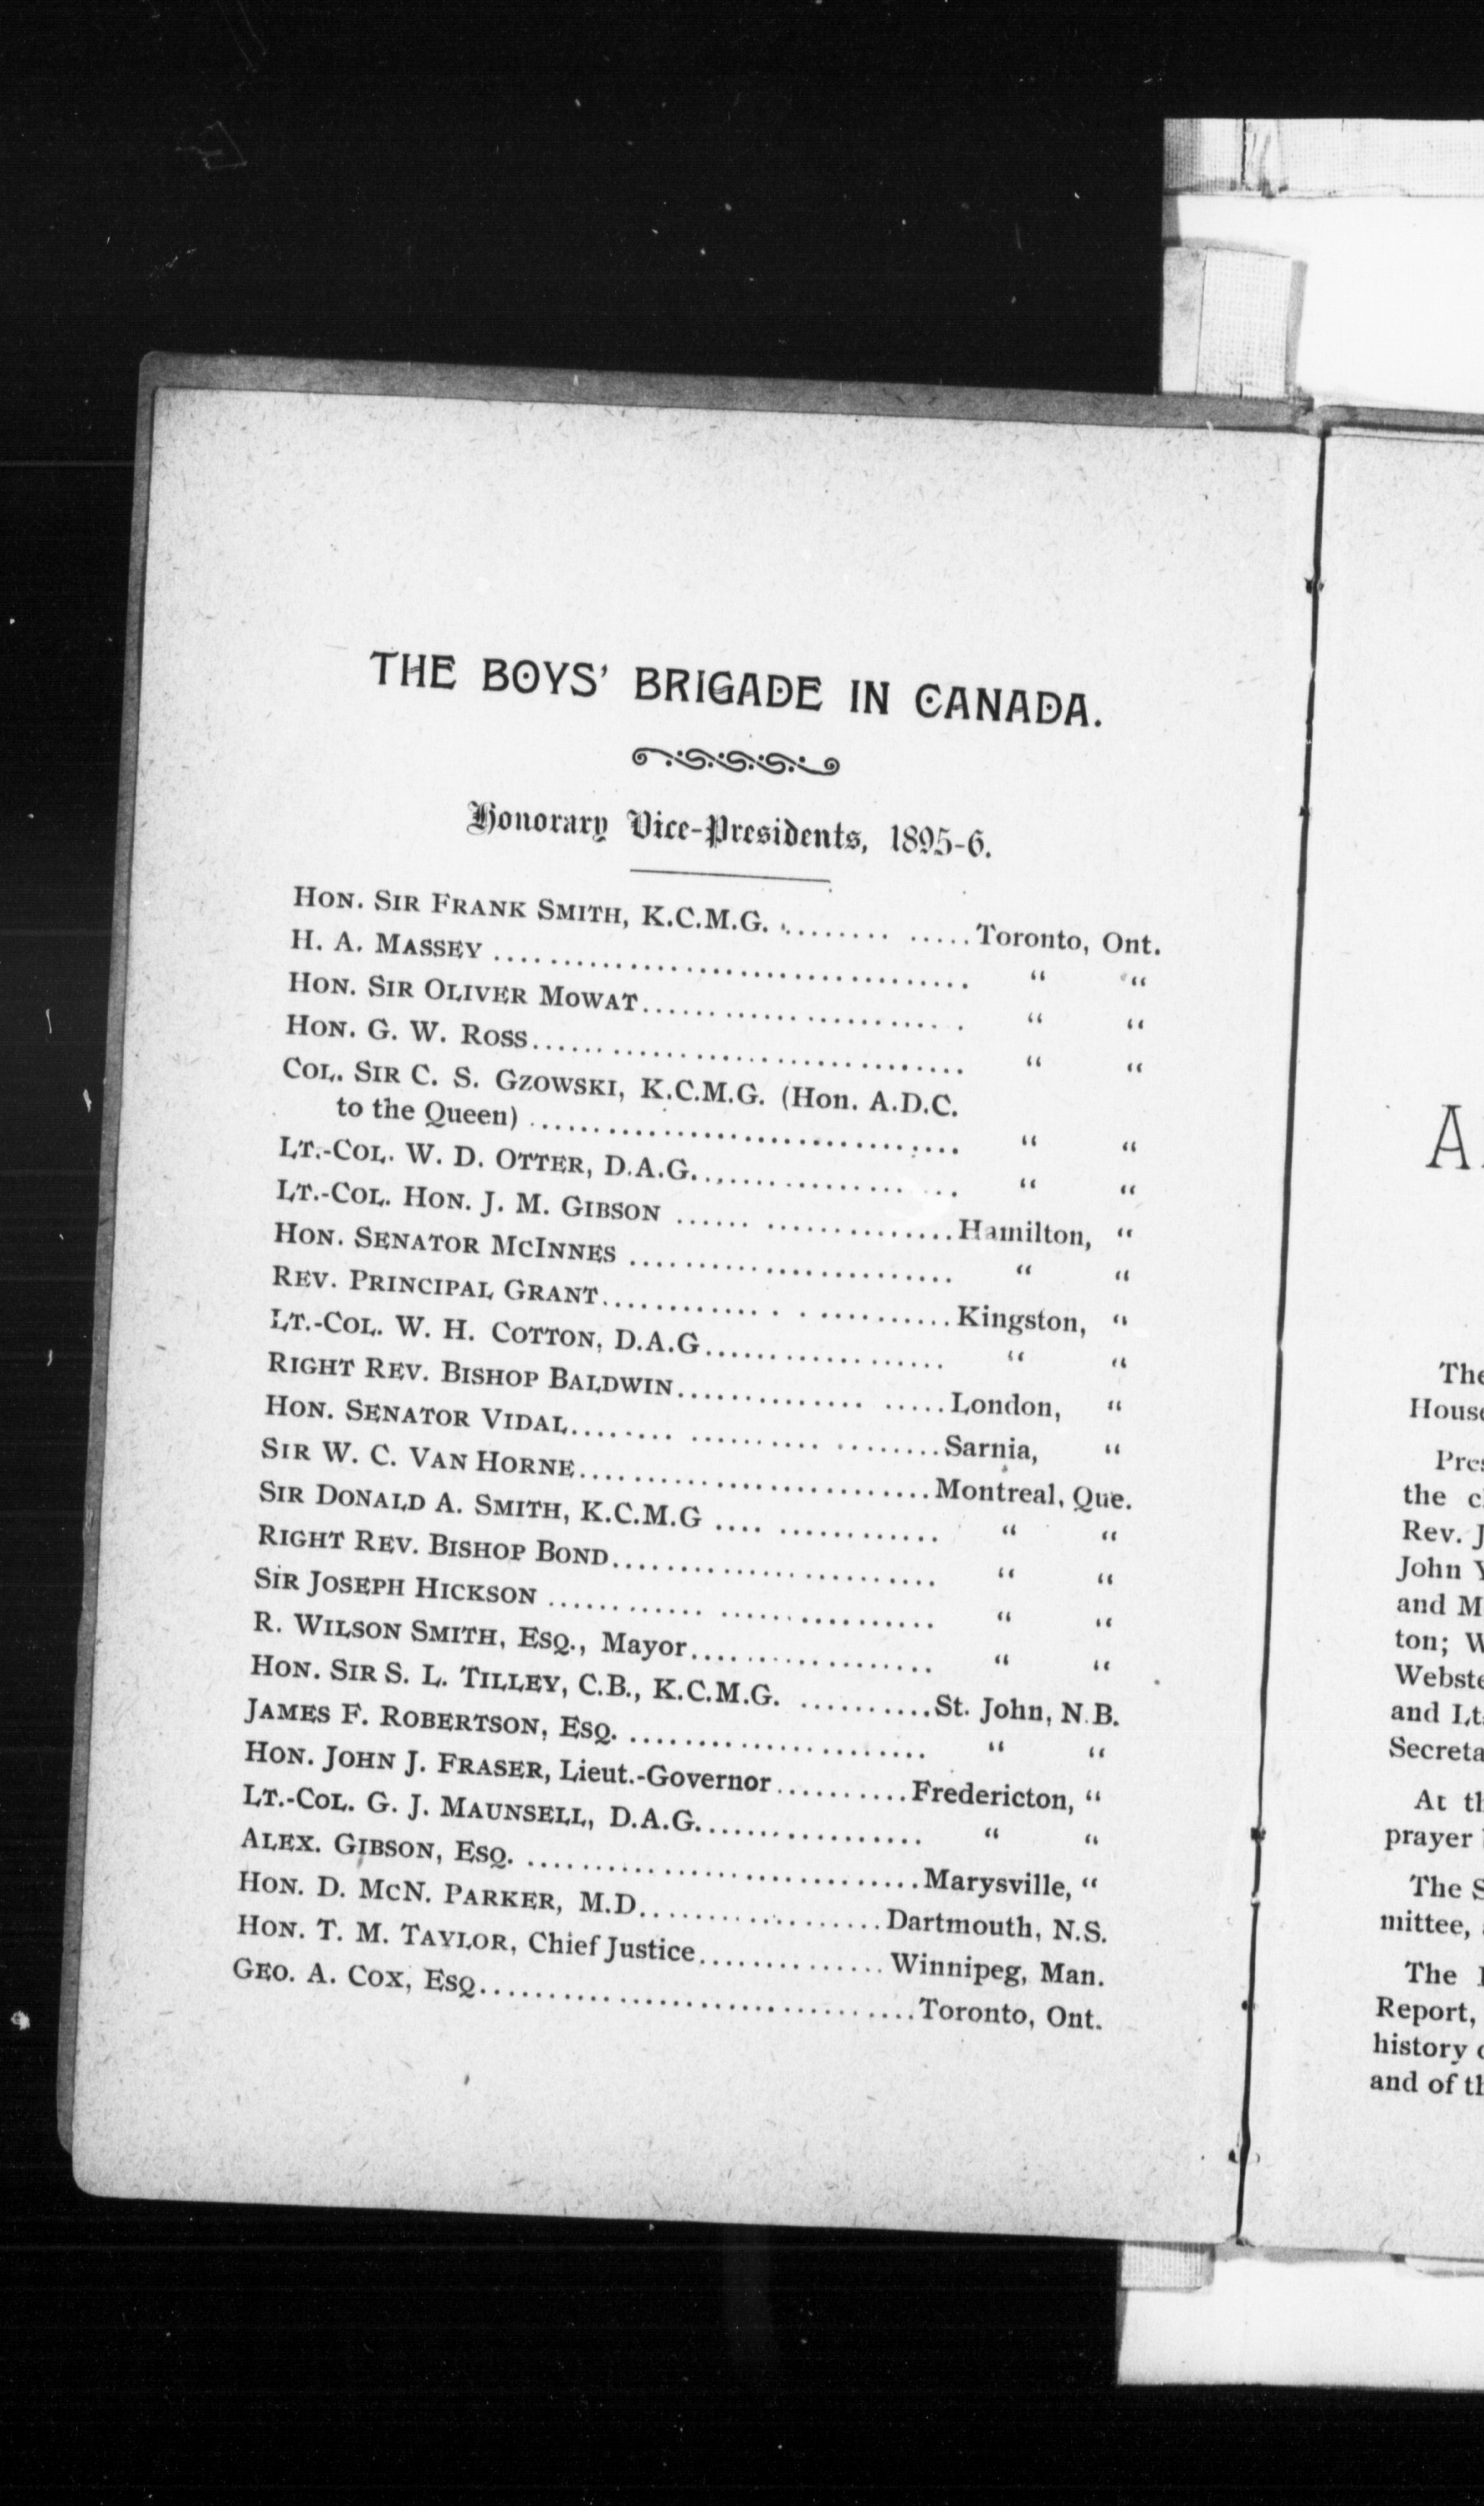 THE BOYS' BRIGADE IN CANADA.
Honorary Vice-Presidents, 1895-6.
HON. SIR FRANK SMITH, K.C.M.G. ......... .....Toronto, Ont.
H. A. MASSEY .................................. “ “
HON. SIR OLIVER MOWAT....................... “ “
HON. G. W. ROSS............................... “ “
COL. SIR C. S. GZOWSKI, K.C.M.G. (Hon. A.D.C.
to the Queen) ................................ “ “
LT.-COL. W. D. OTTER, D.A.G................. ... “ “
LT.-COL. HON. J. M. GIBSON ...... ..............Hamilton, “
HON. SENATOR MCINNES ........................ “ “
REV. PRINCIPAL GRANT............ . . ..........Kingston, “
LT.-COL. W. H. COTTON, D.A.G.................. “ “
RIGHT REV. BISHOP BALDWIN.............. .....London, “
HON. SENATOR VIDAL........ .......... ........Sarnia, “
SIR W. C. VAN HORNE..........................Montreal, Que.
SIR DONALD A. SMITH, K.C.M.G .... ............ “ “
RIGHT REV. BISHOP BOND........................ “ “
SIR JOSEPH HICKSON ............ ................ “ “
R. WILSON SMITH, ESQ., Mayor.................. “ “
HON. SIR S. L. TILLEY, C.B., K.C.M.G. ..........St. John, N.B.
JAMES F. ROBERTSON, ESQ. ...................... “ “
HON. JOHN J. FRASER, Lieut.-Governor..........Fredericton, “
LT.-COL. G. J. MAUNSELL, D.A.G................. “ “
ALEX. GIBSON, ESQ. .............................Marysville, “
HON. D. MCN. PARKER, M.D..................Dartmouth, N.S.
HON. T. M. TAYLOR, Chief Justice..............Winnipeg, Man.
GEO. A. COX, ESQ................................Toronto, Ont.
A
The
House
the
Rev. J
John Y
and M
ton; W
Webste
and Lt
Secreta
At th
prayer
The S
mittee,
The
Report,
history
and of th